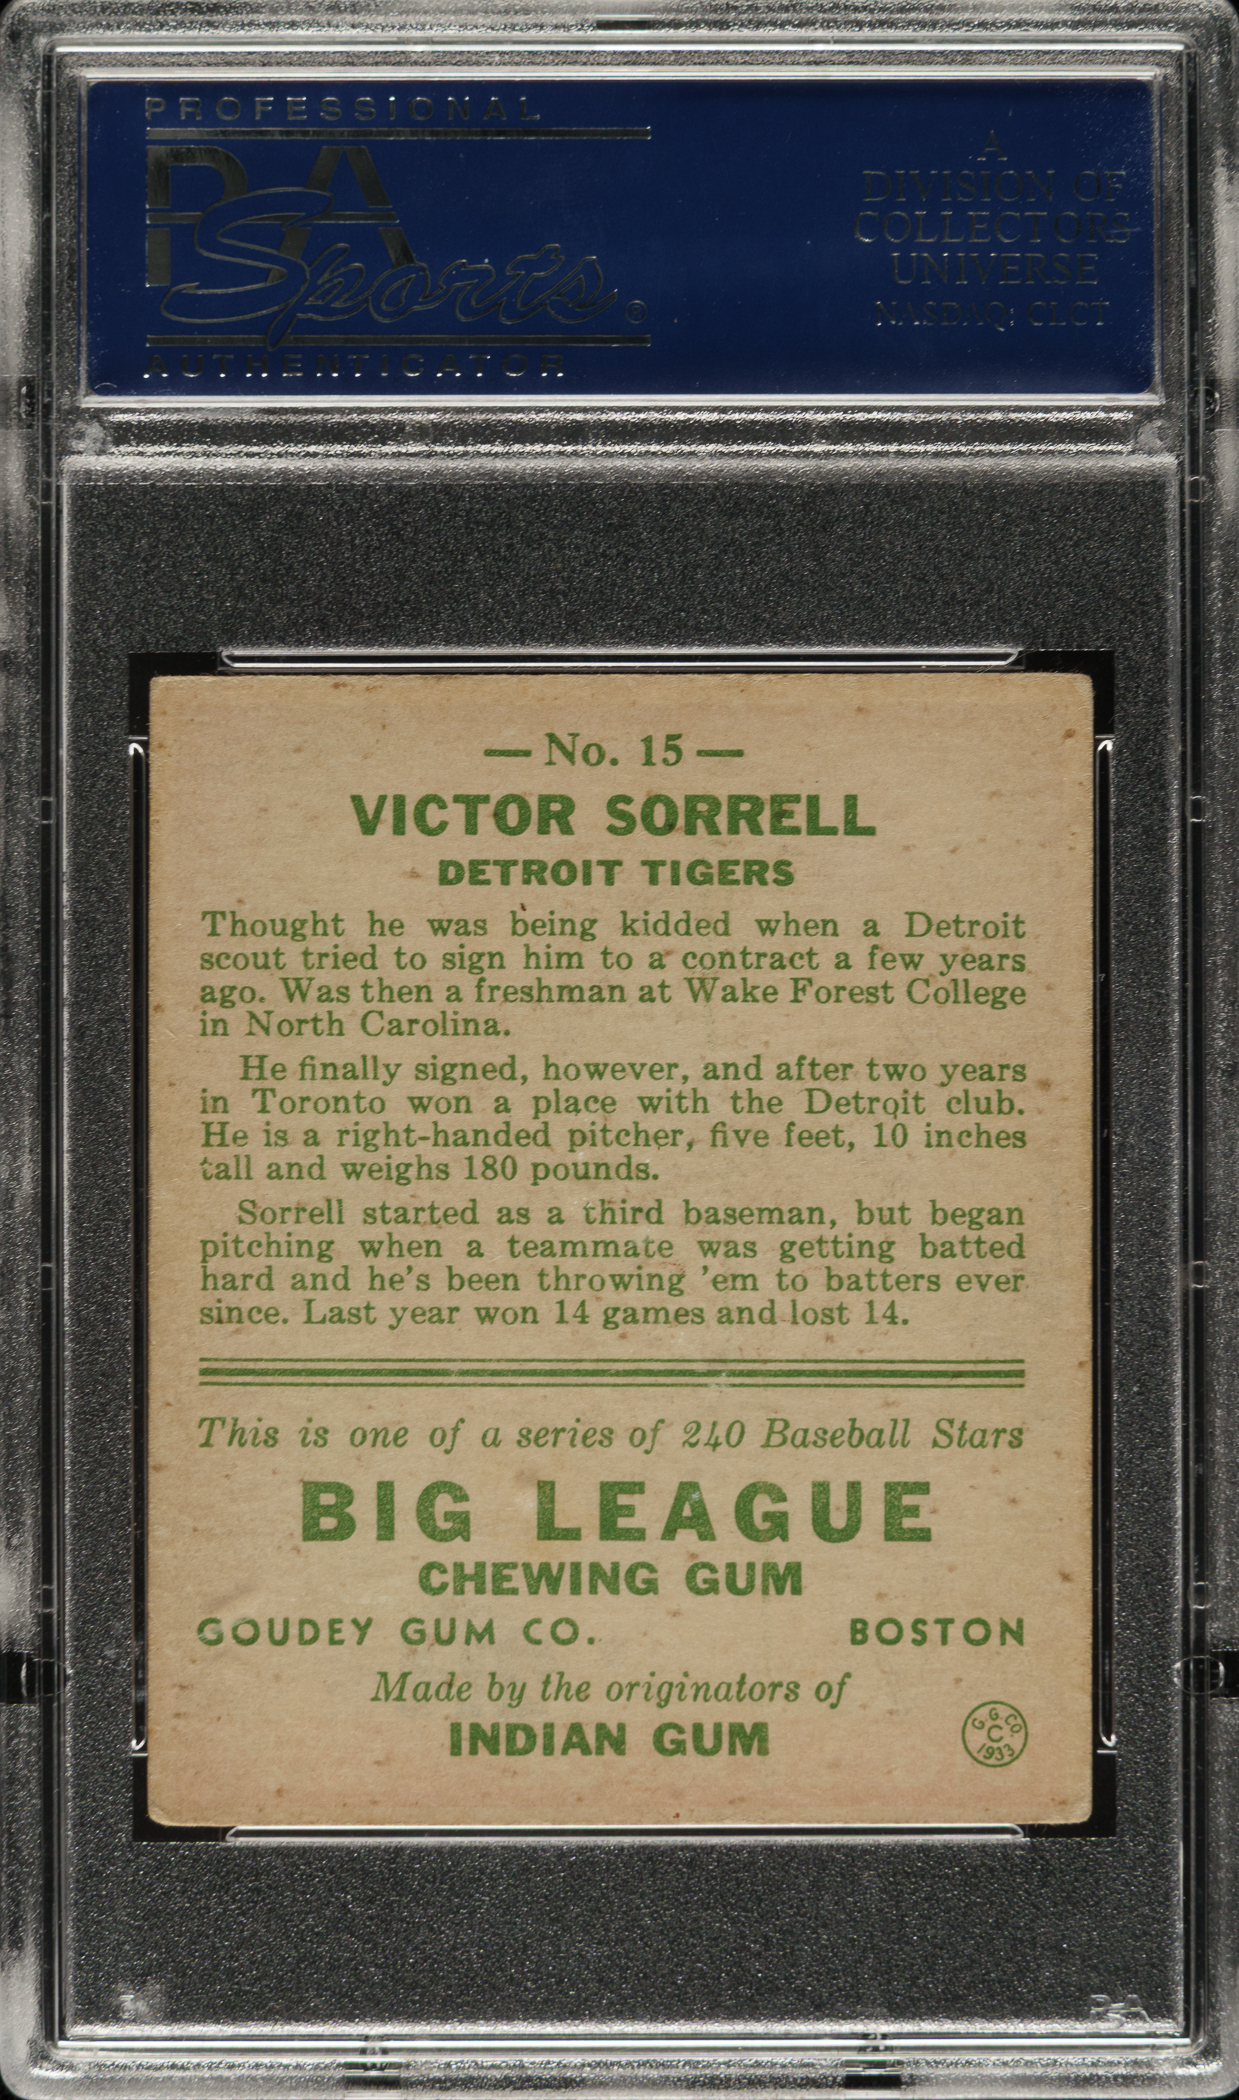 PROFESSIONAL
PSA
Sports®
AUTHENTICATOR
A
DIVISION OF
COLLECTORS
UNIVERSE
NASDAQ: CLCT
— No. 15 —
VICTOR SORRELL
DETROIT TIGERS
Thought he was being kidded when a Detroit
scout tried to sign him to a contract a few years
ago. Was then a freshman at Wake Forest College
in North Carolina.
He finally signed, however, and after two years
in Toronto won a place with the Detroit club.
He is a right-handed pitcher, five feet, 10 inches
tall and weighs 180 pounds.
Sorrell started as a third baseman, but began
pitching when a teammate was getting batted
hard and he's been throwing 'em to batters ever
since. Last year won 14 games and lost 14.
This is one of a series of 240 Baseball Stars
BIG LEAGUE
CHEWING GUM
GOUDEY GUM CO. BOSTON
Made by the originators of
INDIAN GUM
G.G.CO.
C
1933
PSA